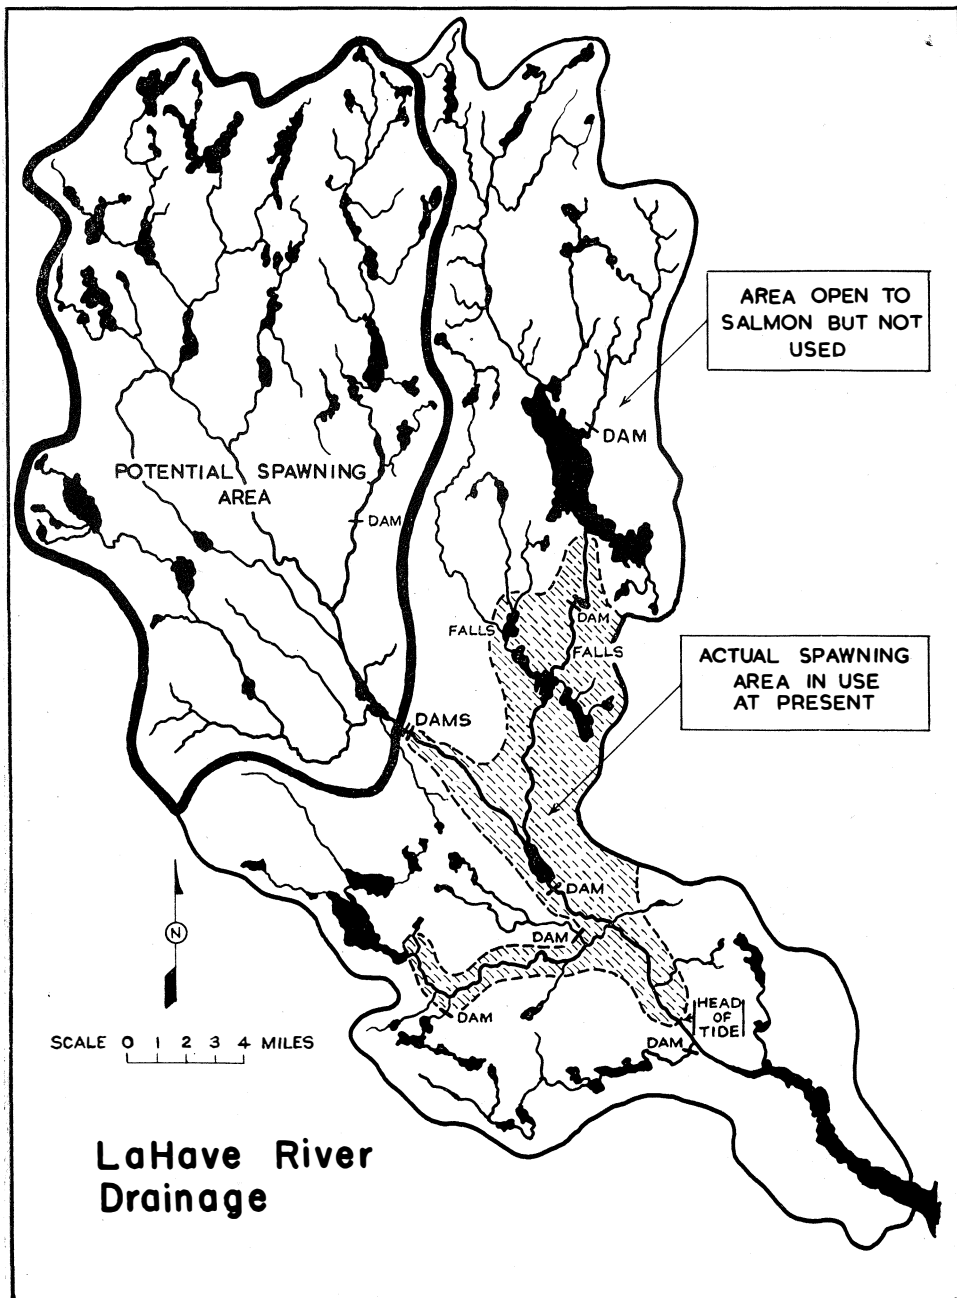 AREA OPEN TO
SALMON BUT NOT
USED
DAM
POTENTIAL SPAWNING
AREA
DAM
DAM
FALLS
FALLS
ACTUAL SPAWNING
AREA IN USE
AT PRESENT
DAMS
DAM
DAM
N
HEAD
OF
TIDE
DAM
DAM
SCALE 0 1 2 3 4 MILES
LaHave River
Drainage